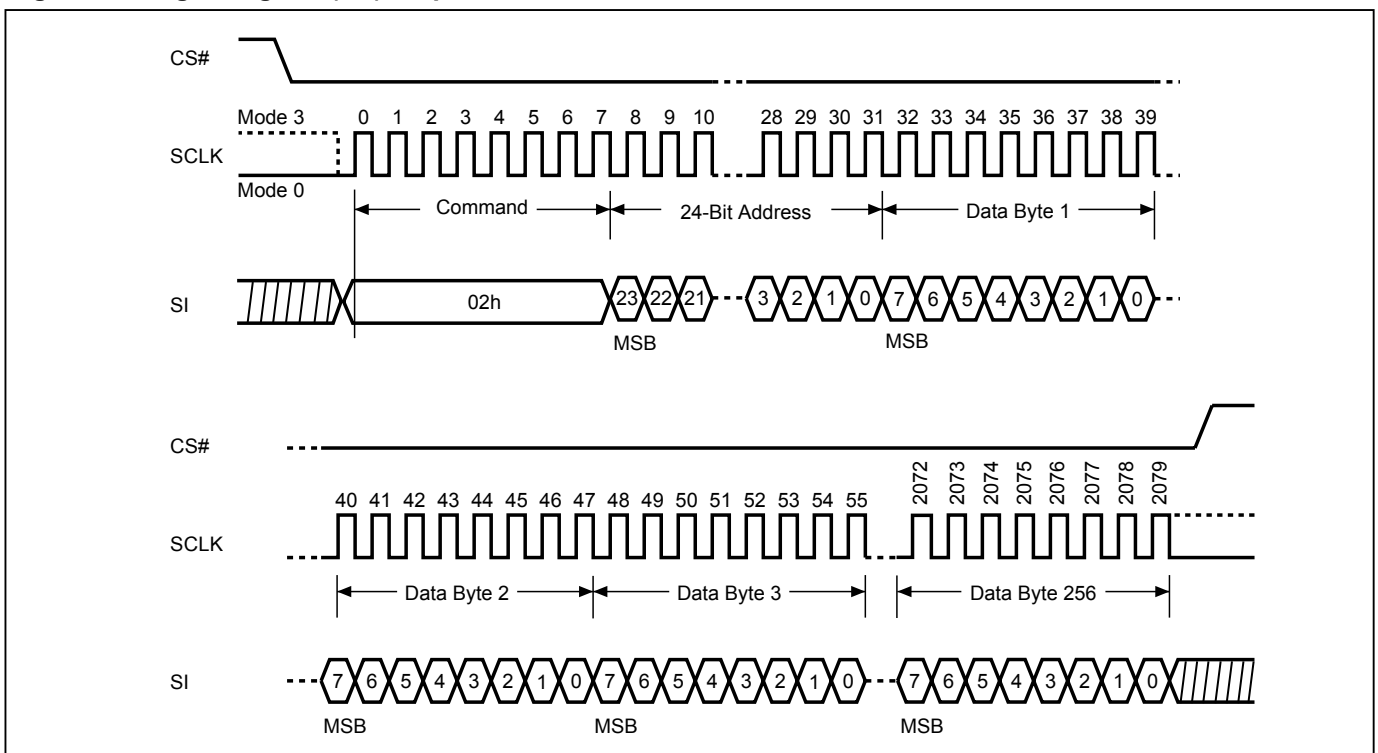 CS#
Mode 3
0 1 2 3 4 5 6 7 8 9 10 28 29 30 31 32 33 34 35 36 37 38 39
SCLK
Mode 0
Command 24-Bit Address Data Byte 1
SI 02h 23 22 21 3 2 1 0 7 6 5 4 3 2 1 0
MSB MSB
CS#
40 41 42 43 44 45 46 47 48 49 50 51 52 53 54 55 2072 2073 2074 2075 2076 2077 2078 2079
SCLK
Data Byte 2 Data Byte 3 Data Byte 256
SI 7 6 5 4 3 2 1 0 7 6 5 4 3 2 1 0 7 6 5 4 3 2 1 0
MSB MSB MSB